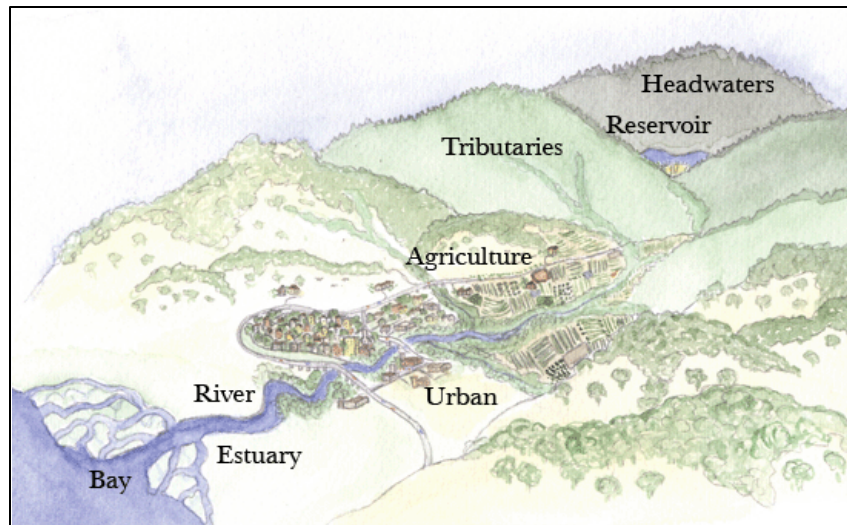 Headwaters
Reservoir
Tributaries
Agriculture
River
Urban
Estuary
Bay